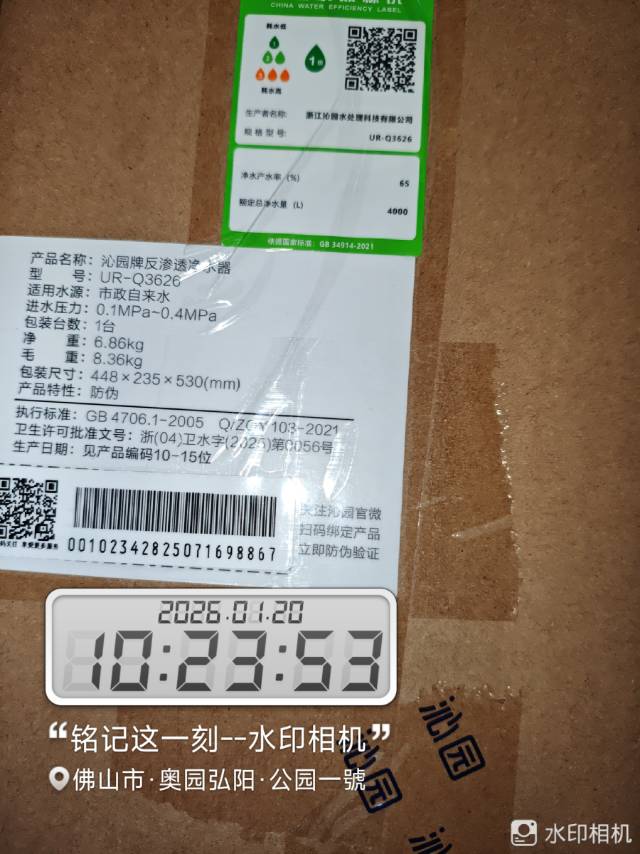 CHINA WATER EFFICIENCY LABEL
耗水低
1
2
3
耗水高
1级
生产者名称: 浙江沁园水处理科技有限公司
规格型号: UR-Q3626
净水产水率 (%) 65
额定总净水量 (L) 4000
依据国家标准: GB 34914-2021
产品名称: 沁园牌反渗透净水器
型 号: UR-Q3626
适用水源: 市政自来水
进水压力: 0.1MPa~0.4MPa
包装台数: 1台
净 重: 6.86kg
毛 重: 8.36kg
包装尺寸: 448×235×530(mm)
产品特性: 防伪
执行标准: GB 4706.1-2005 Q/ZQY 103-2021
卫生许可批准文号: 浙(04)卫水字(2025)第0056号
生产日期: 见产品编码10-15位
00102342825071698867
关注沁园官微
扫码绑定产品
立即防伪验证
2026.01.20
10:23:53
“铭记这一刻--水印相机”
佛山市·奥园弘阳·公园一號
沁园
沁园
沁园
水印相机